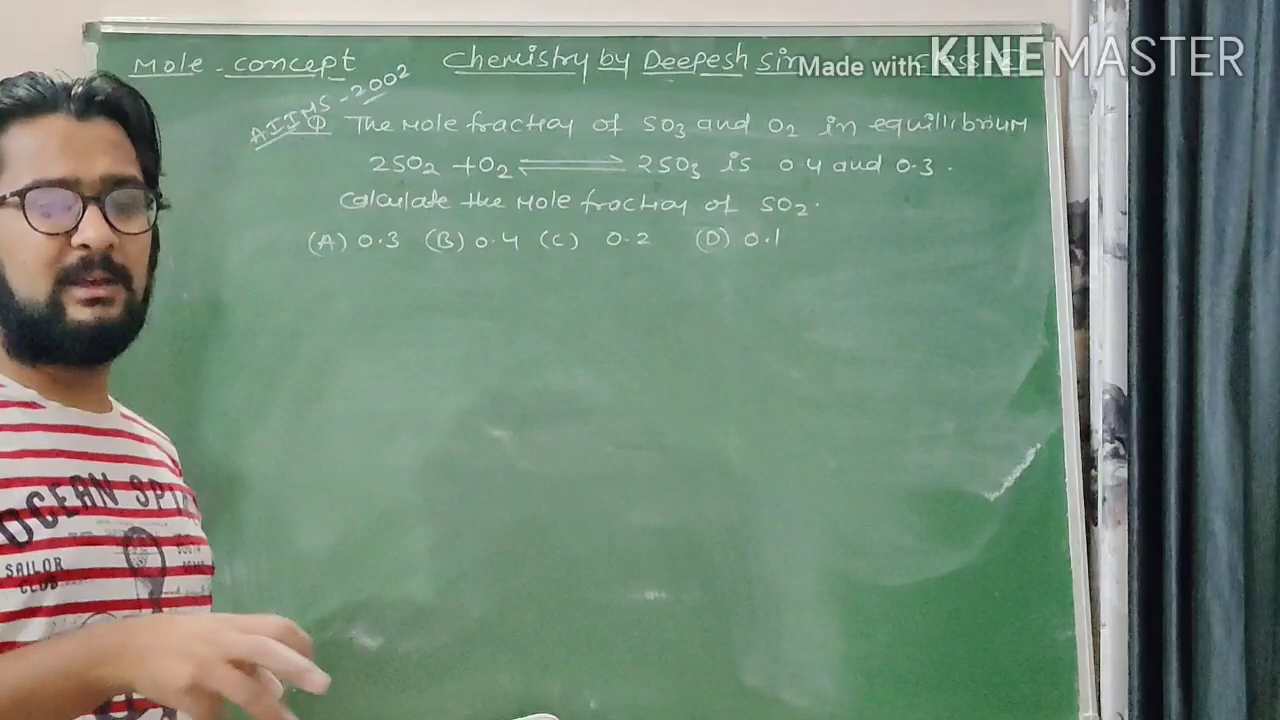 Mole - concept Chemistry by Deepesh sir
Made with KINEMASTER
AIIMS - 2002
Q The Mole fraction of SO3 and O2 in equillibrium
2SO2 + O2 ⇌ 2SO3 is 0.4 and 0.3.
Calculate the Mole fraction of SO2.
(A) 0.3 (B) 0.4 (C) 0.2 (D) 0.1
OCEAN
SAILOR
CLUB